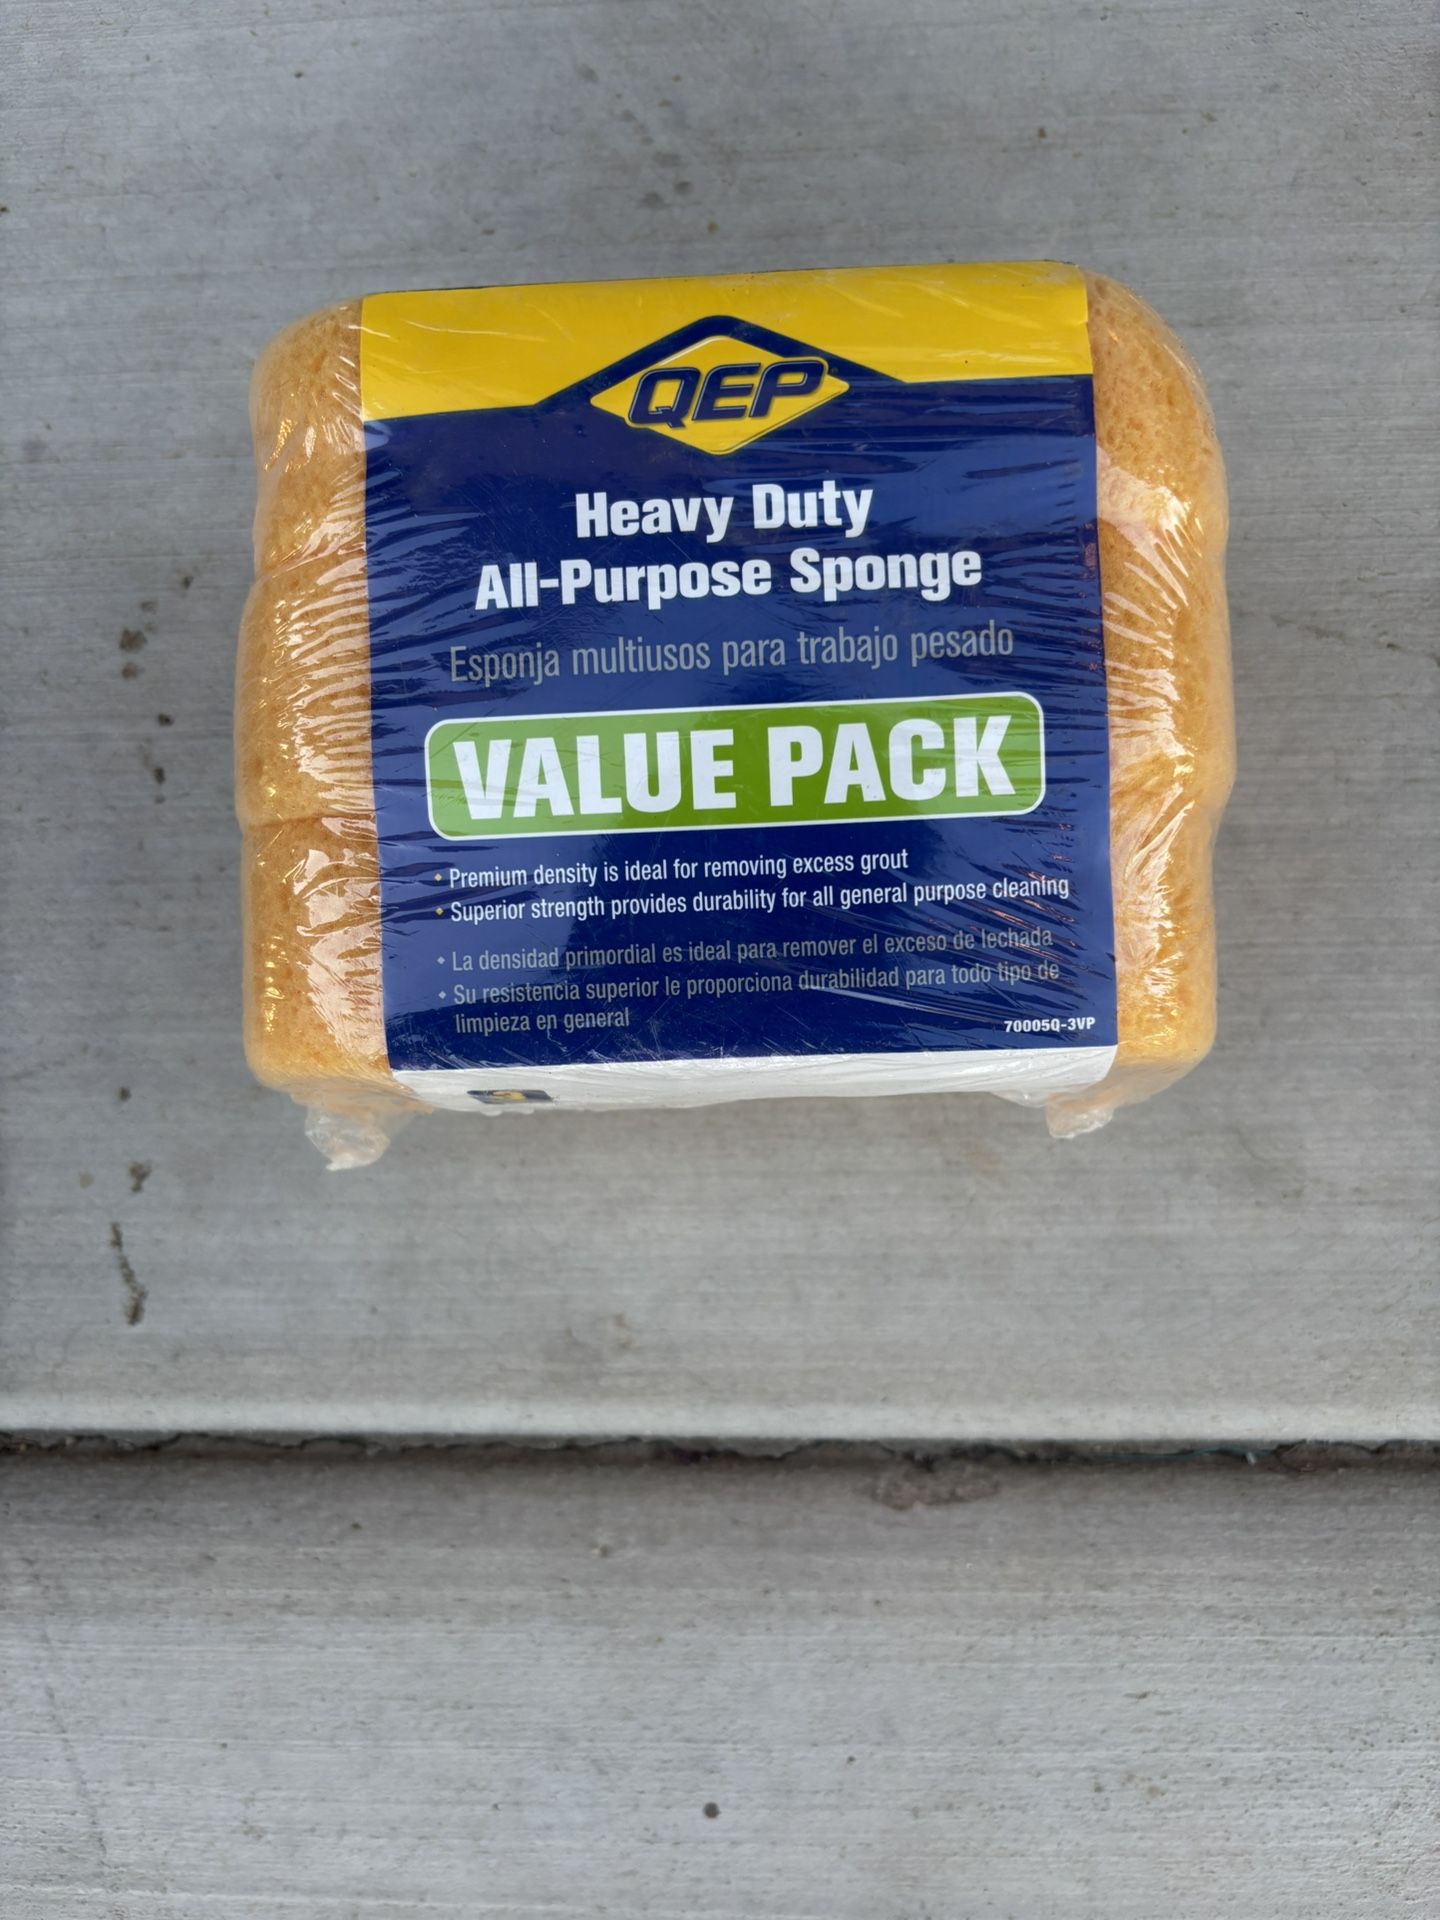 QEP
Heavy Duty
All-Purpose Sponge
Esponja multiusos para trabajo pesado
VALUE PACK
• Premium density is ideal for removing excess grout
• Superior strength provides durability for all general purpose cleaning
• La densidad primordial es ideal para remover el exceso de lechada
• Su resistencia superior le proporciona durabilidad para todo tipo de
limpieza en general
70005Q-3VP